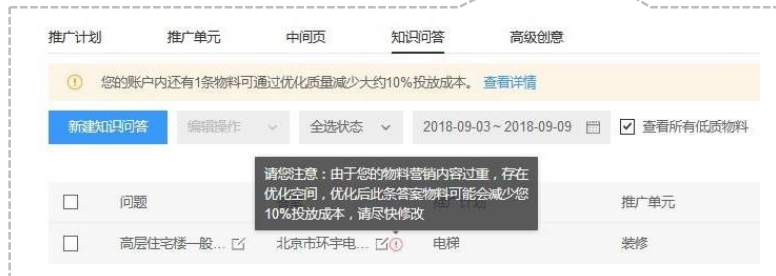 推广计划 推广单元 中间页 知识问答 高级创意
您的账户内还有1条物料可通过优化质量减少大约10%投放成本。 查看详情
新建知识问答 编辑操作 全选状态 2018-09-03~2018-09-09 查看所有低质物料
请您注意：由于您的物料营销内容过重，存在
优化空间，优化后此条答案物料可能会减少您
10%投放成本，请尽快修改
问题 推广单元
高层住宅楼一般... 北京市环宇电... 电梯 装修